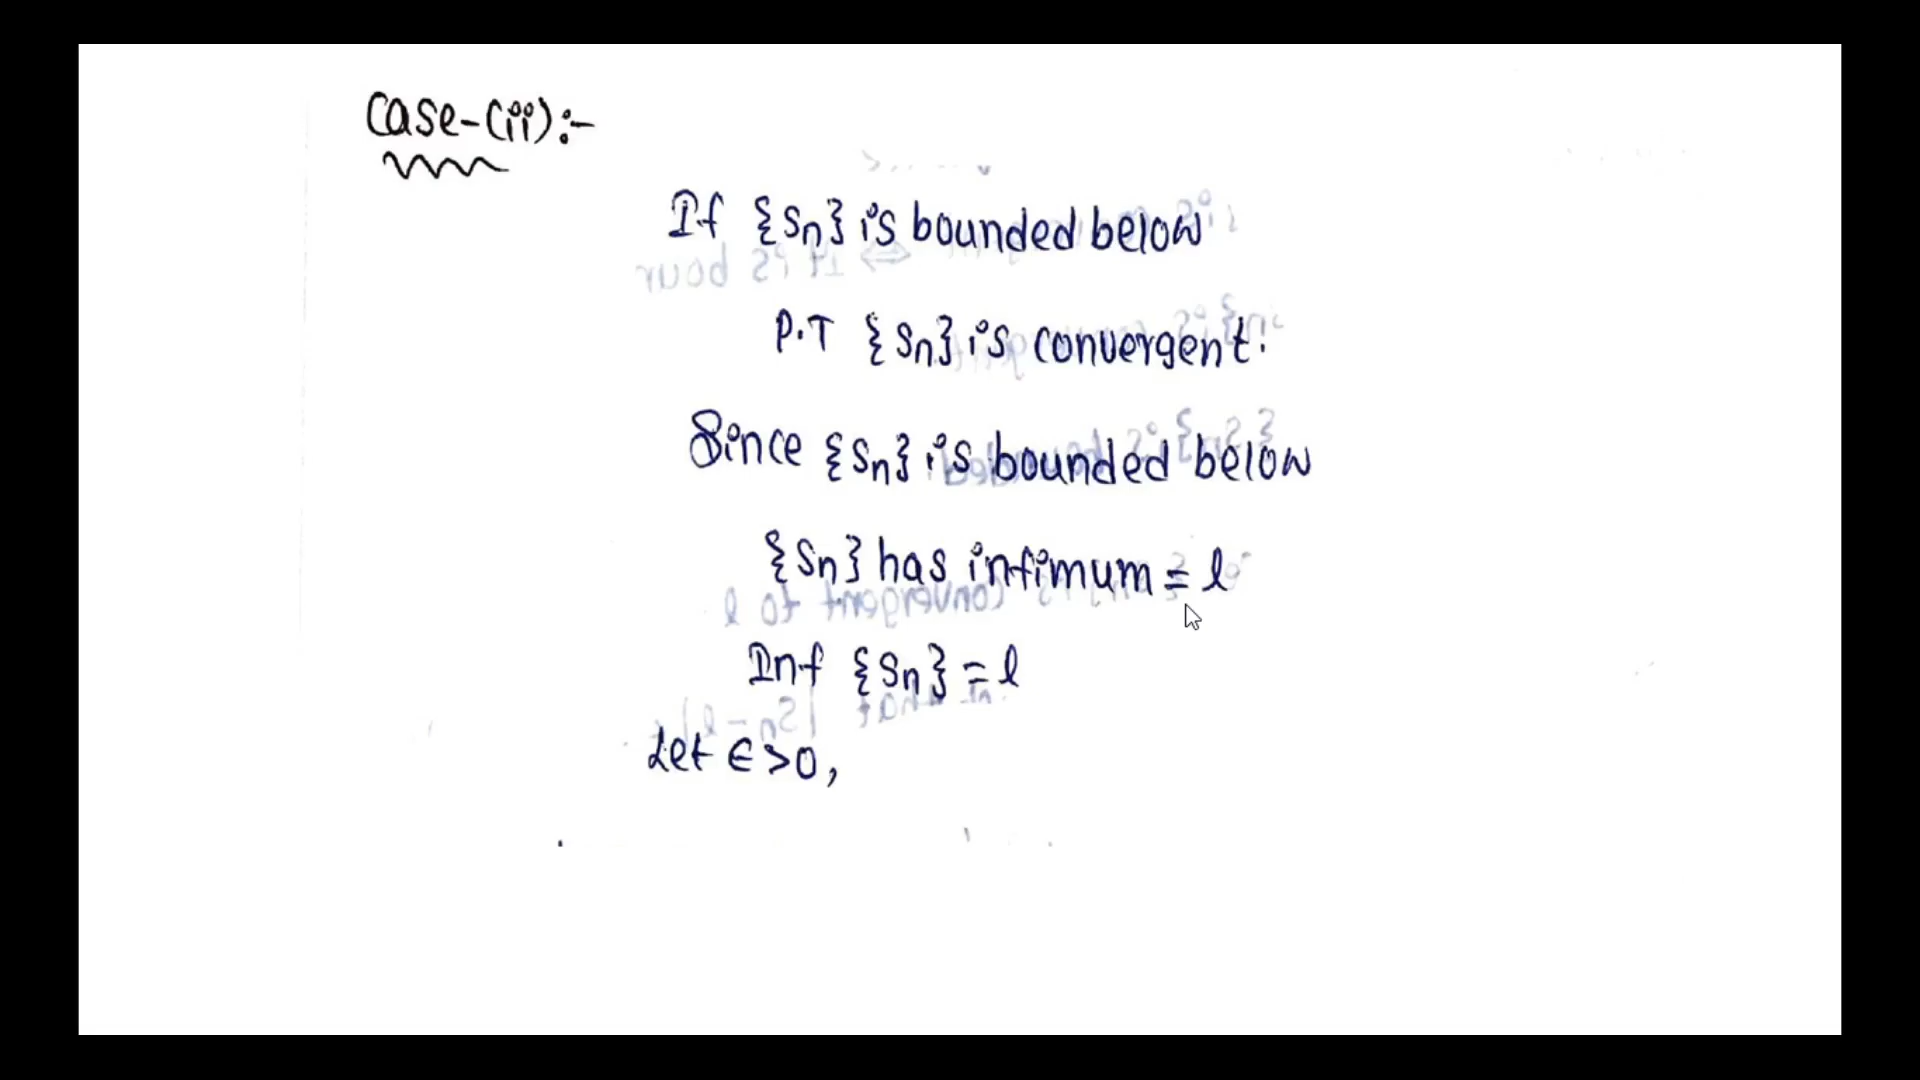 Case-(ii):-
If {Sn} is bounded below
P.T {Sn} is convergent.
Since {Sn} is bounded below
{Sn} has infimum = l
Inf {Sn} = l
Let ϵ>0,